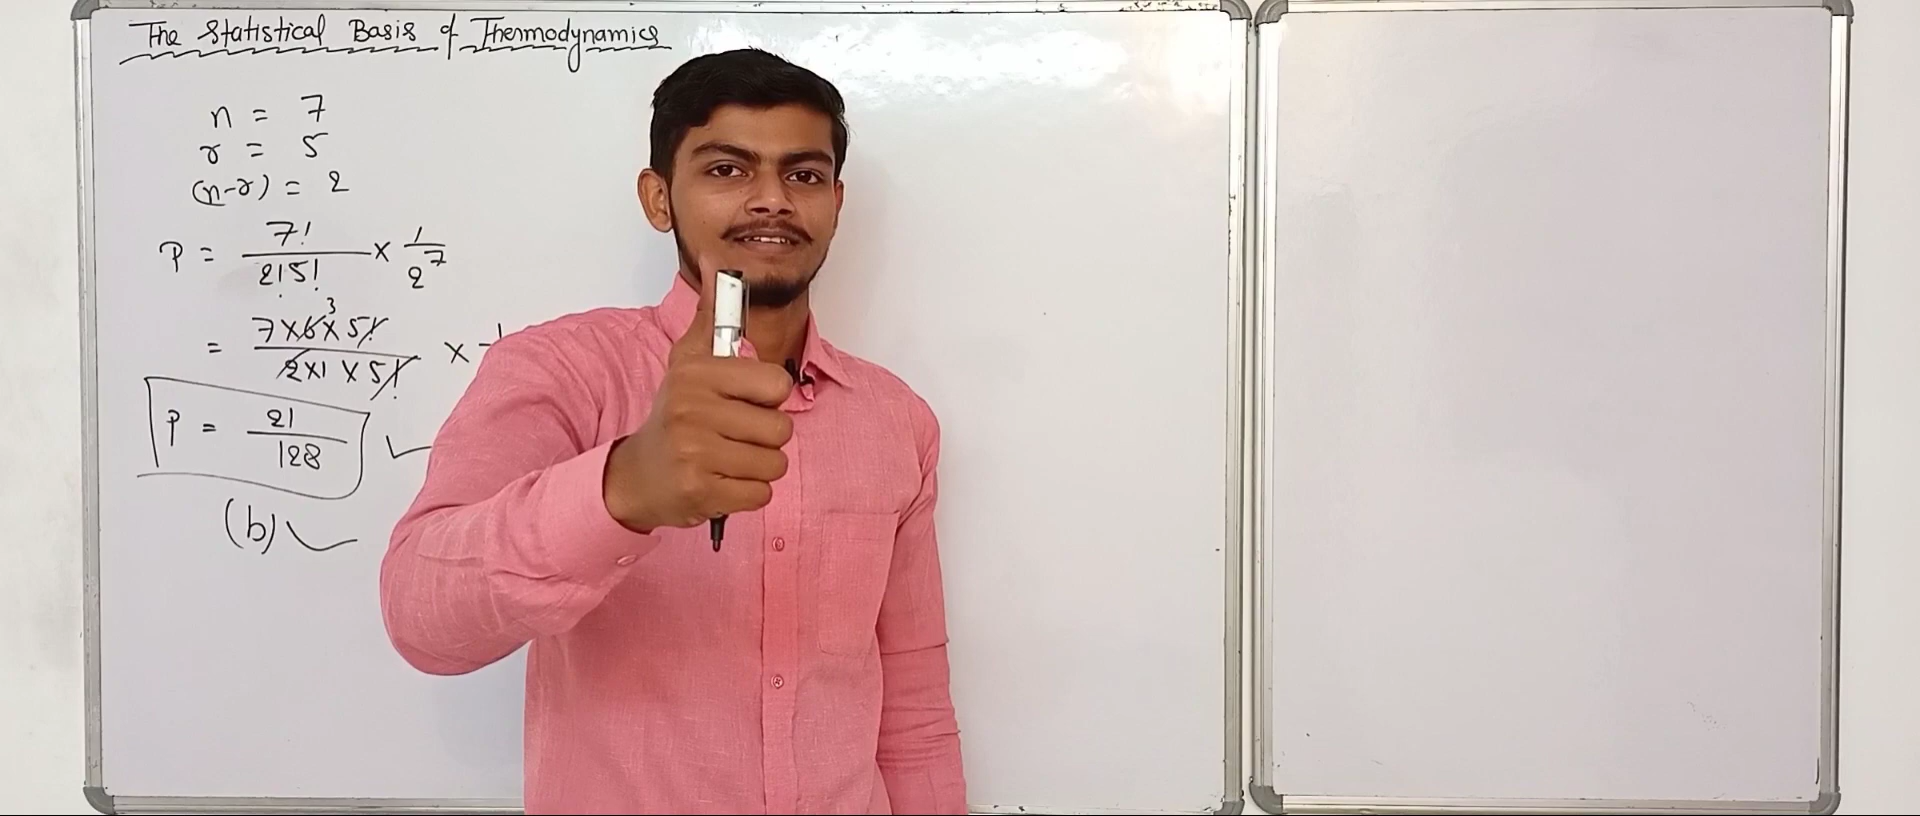 The Statistical Basis of Thermodynamics
n = 7
r = 5
(n-r) = 2
P = 7! / 2!5! × 1 / 2^7
= 7×6×5! / 2×1×5! × 1 3
P = 21 / 128
(b)